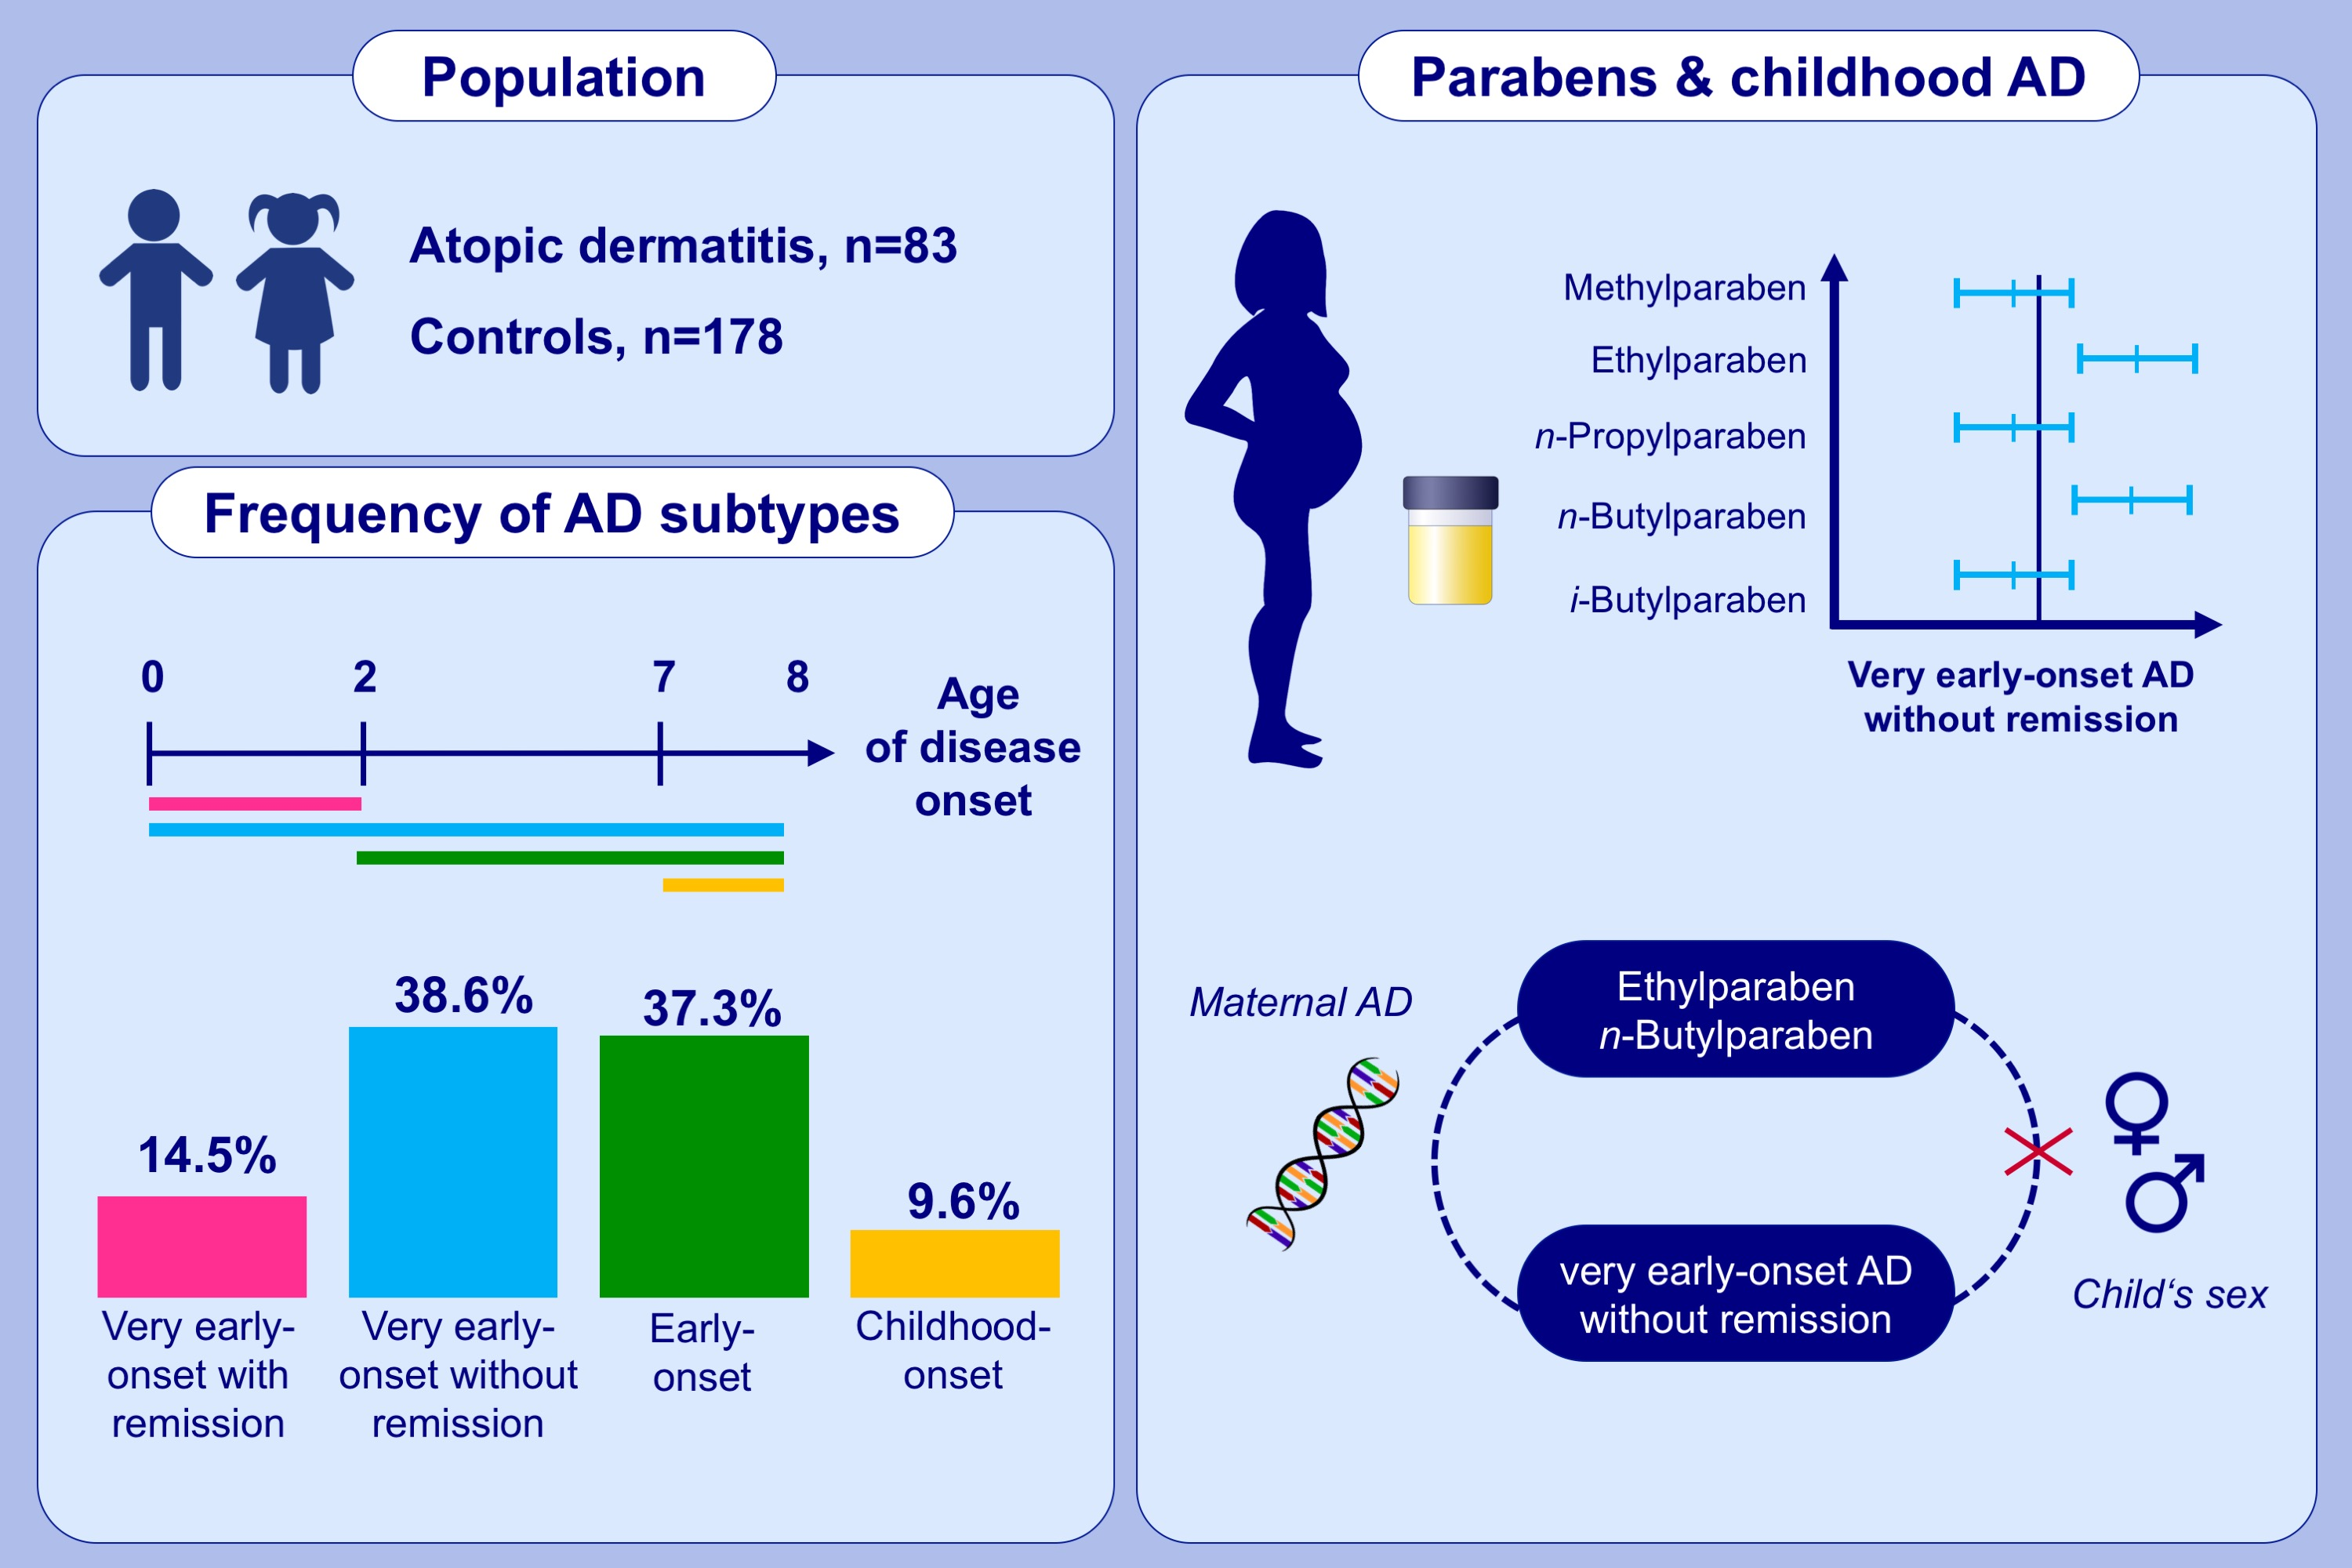 Population
Atopic dermatitis, n=83
Controls, n=178
Frequency of AD subtypes
0 2 7 8
Age
of disease
onset
14.5%
38.6%
37.3%
9.6%
Very early-
onset with
remission
Very early-
onset without
remission
Early-
onset
Childhood-
onset
Parabens & childhood AD
Methylparaben
Ethylparaben
n-Propylparaben
n-Butylparaben
i-Butylparaben
Very early-onset AD
without remission
Maternal AD
Ethylparaben
n-Butylparaben
very early-onset AD
without remission
Child‘s sex